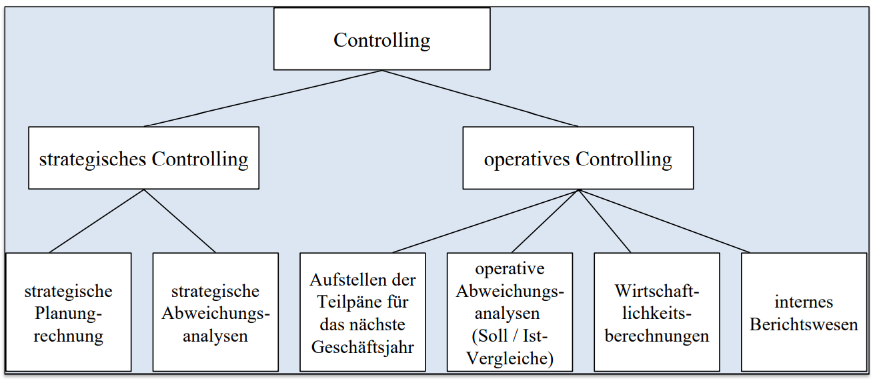 Controlling
strategisches Controlling
operatives Controlling
strategische
Planung-
rechnung
strategische
Abweichungs-
analysen
Aufstellen der
Teilpäne für
das nächste
Geschäftsjahr
operative
Abweichungs-
analysen
(Soll / Ist-
Vergleiche)
Wirtschaft-
lichkeits-
berechnungen
internes
Berichtswesen